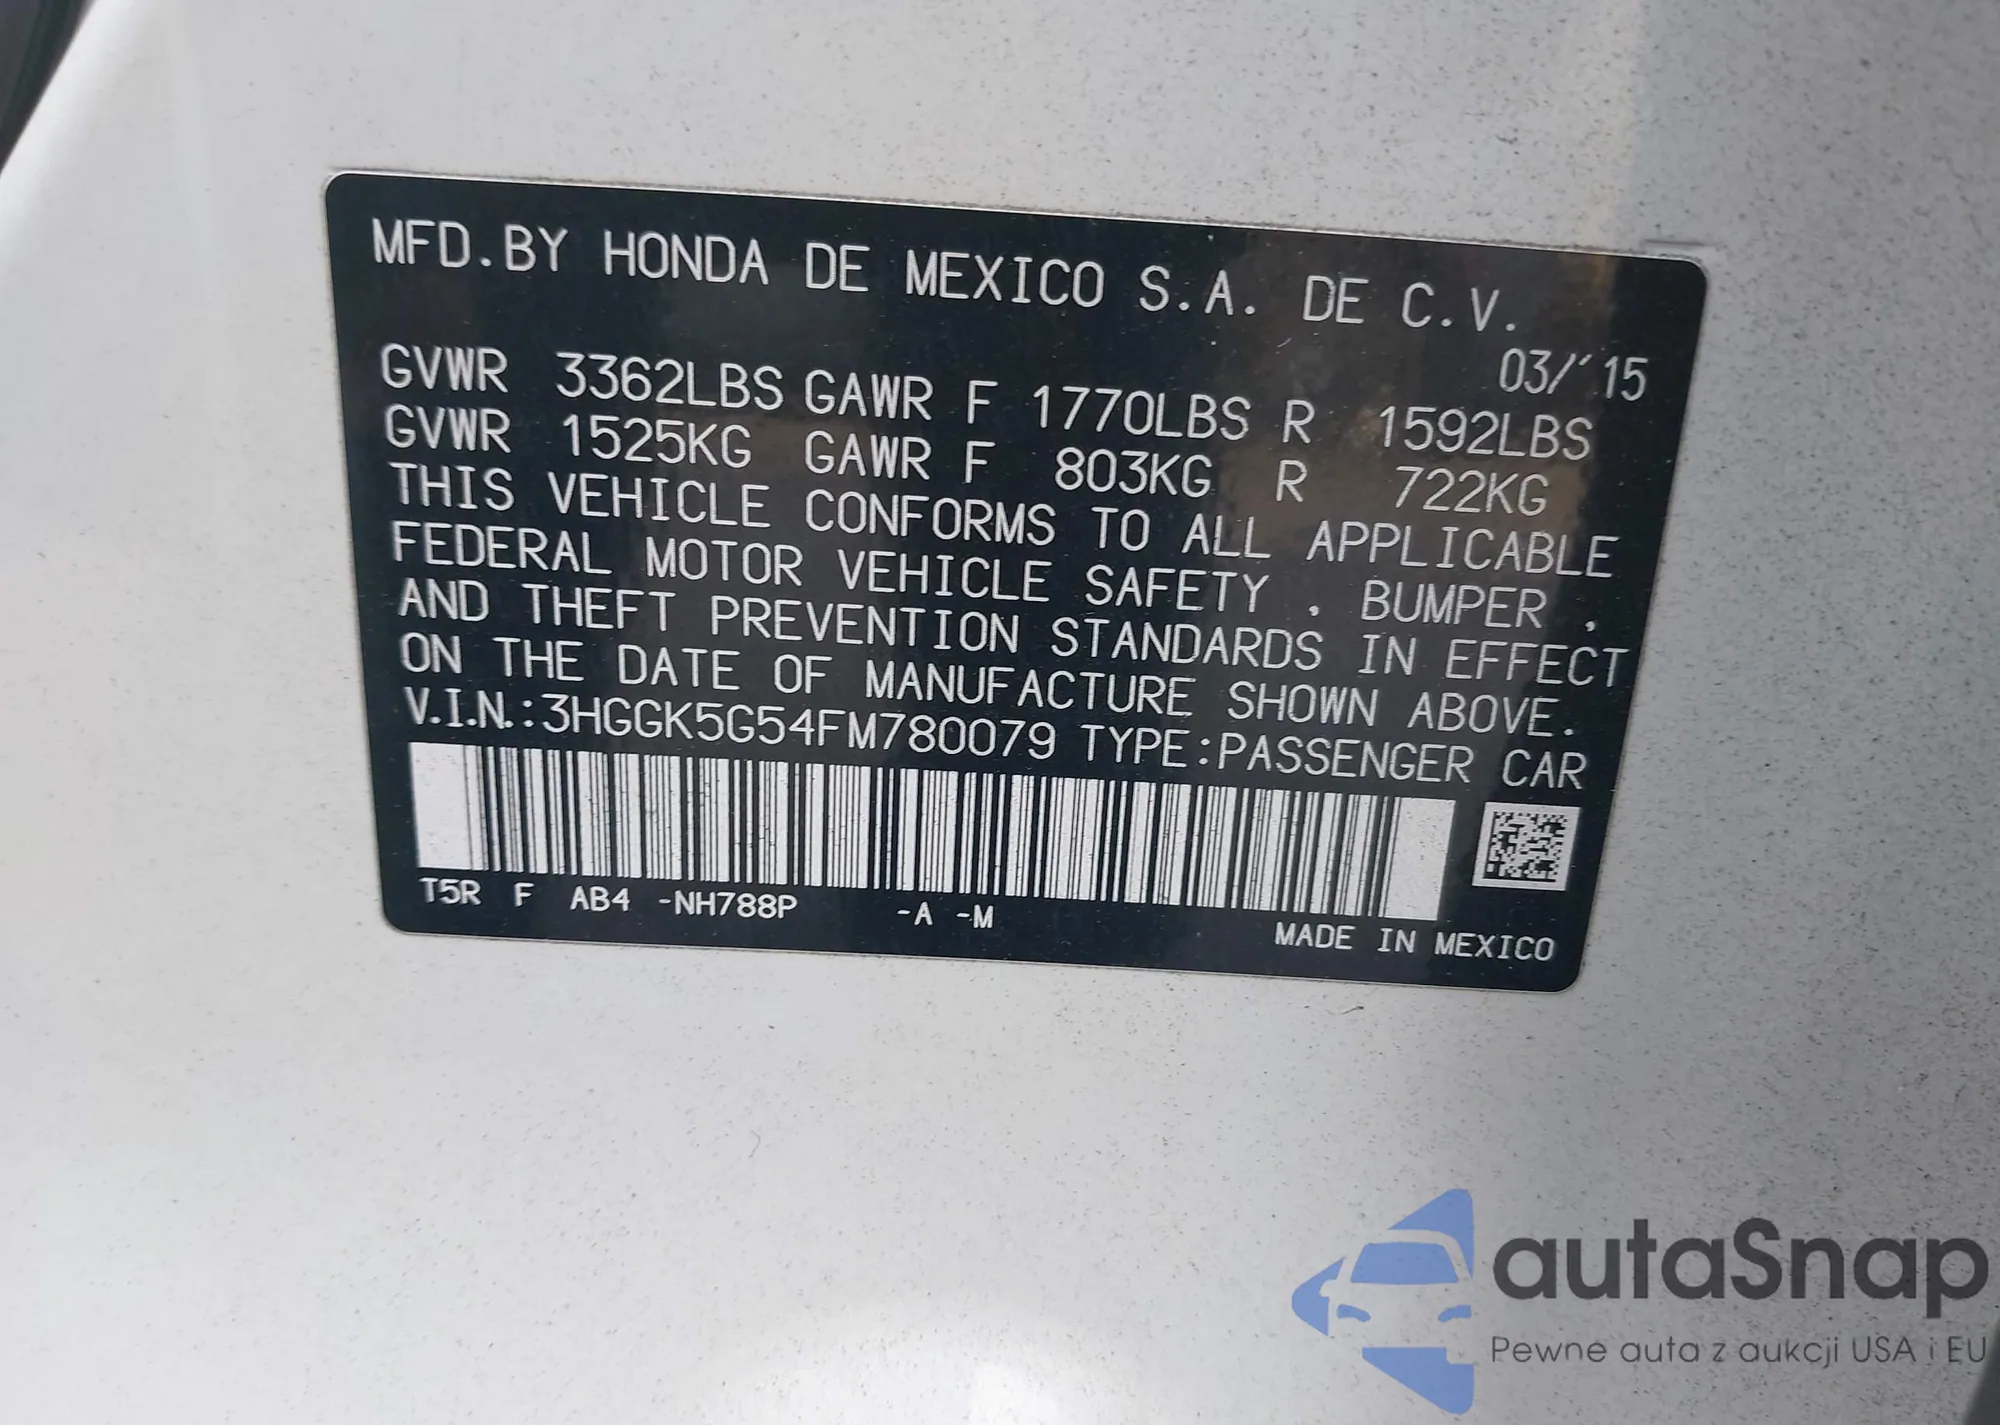 MFD.BY HONDA DE MEXICO S.A. DE C.V.
03/'15
GVWR 3362LBS GAWR F 1770LBS R 1592LBS
GVWR 1525KG GAWR F 803KG R 722KG
THIS VEHICLE CONFORMS TO ALL APPLICABLE
FEDERAL MOTOR VEHICLE SAFETY , BUMPER ,
AND THEFT PREVENTION STANDARDS IN EFFECT
ON THE DATE OF MANUFACTURE SHOWN ABOVE.
V.I.N.:3HGGK5G54FM780079 TYPE:PASSENGER CAR
T5R F AB4 -NH788P -A -M
MADE IN MEXICO
autaSnap
Pewne auta z aukcji USA i EU